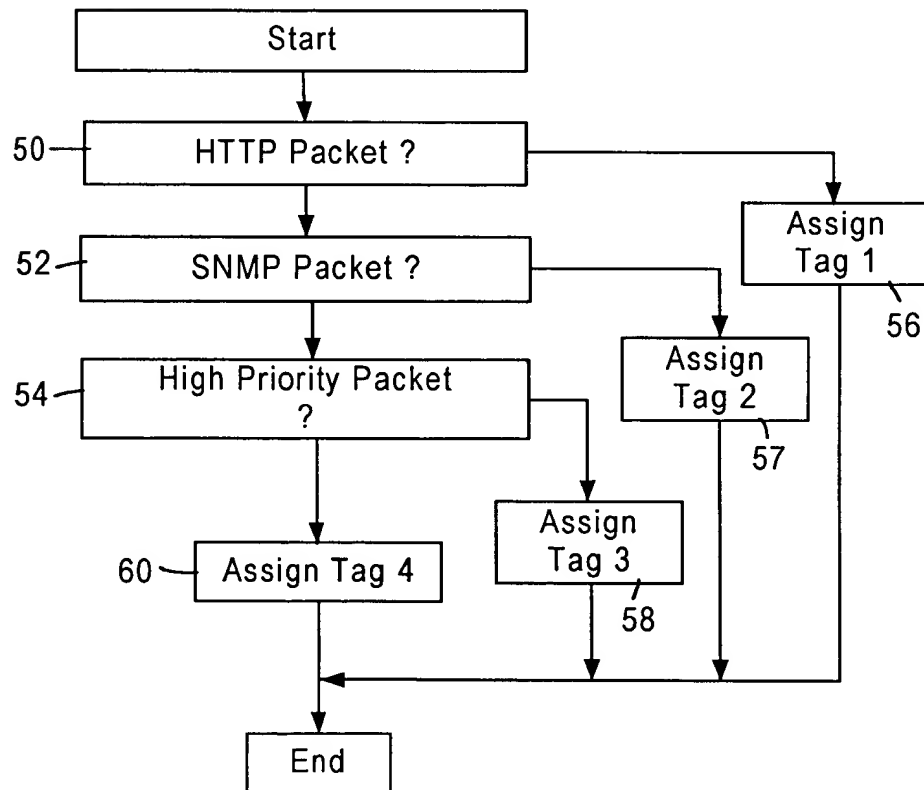 Start
50
HTTP Packet ?
Assign
Tag 1
56
52
SNMP Packet ?
Assign
Tag 2
57
54
High Priority Packet
?
Assign
Tag 3
58
60
Assign Tag 4
End